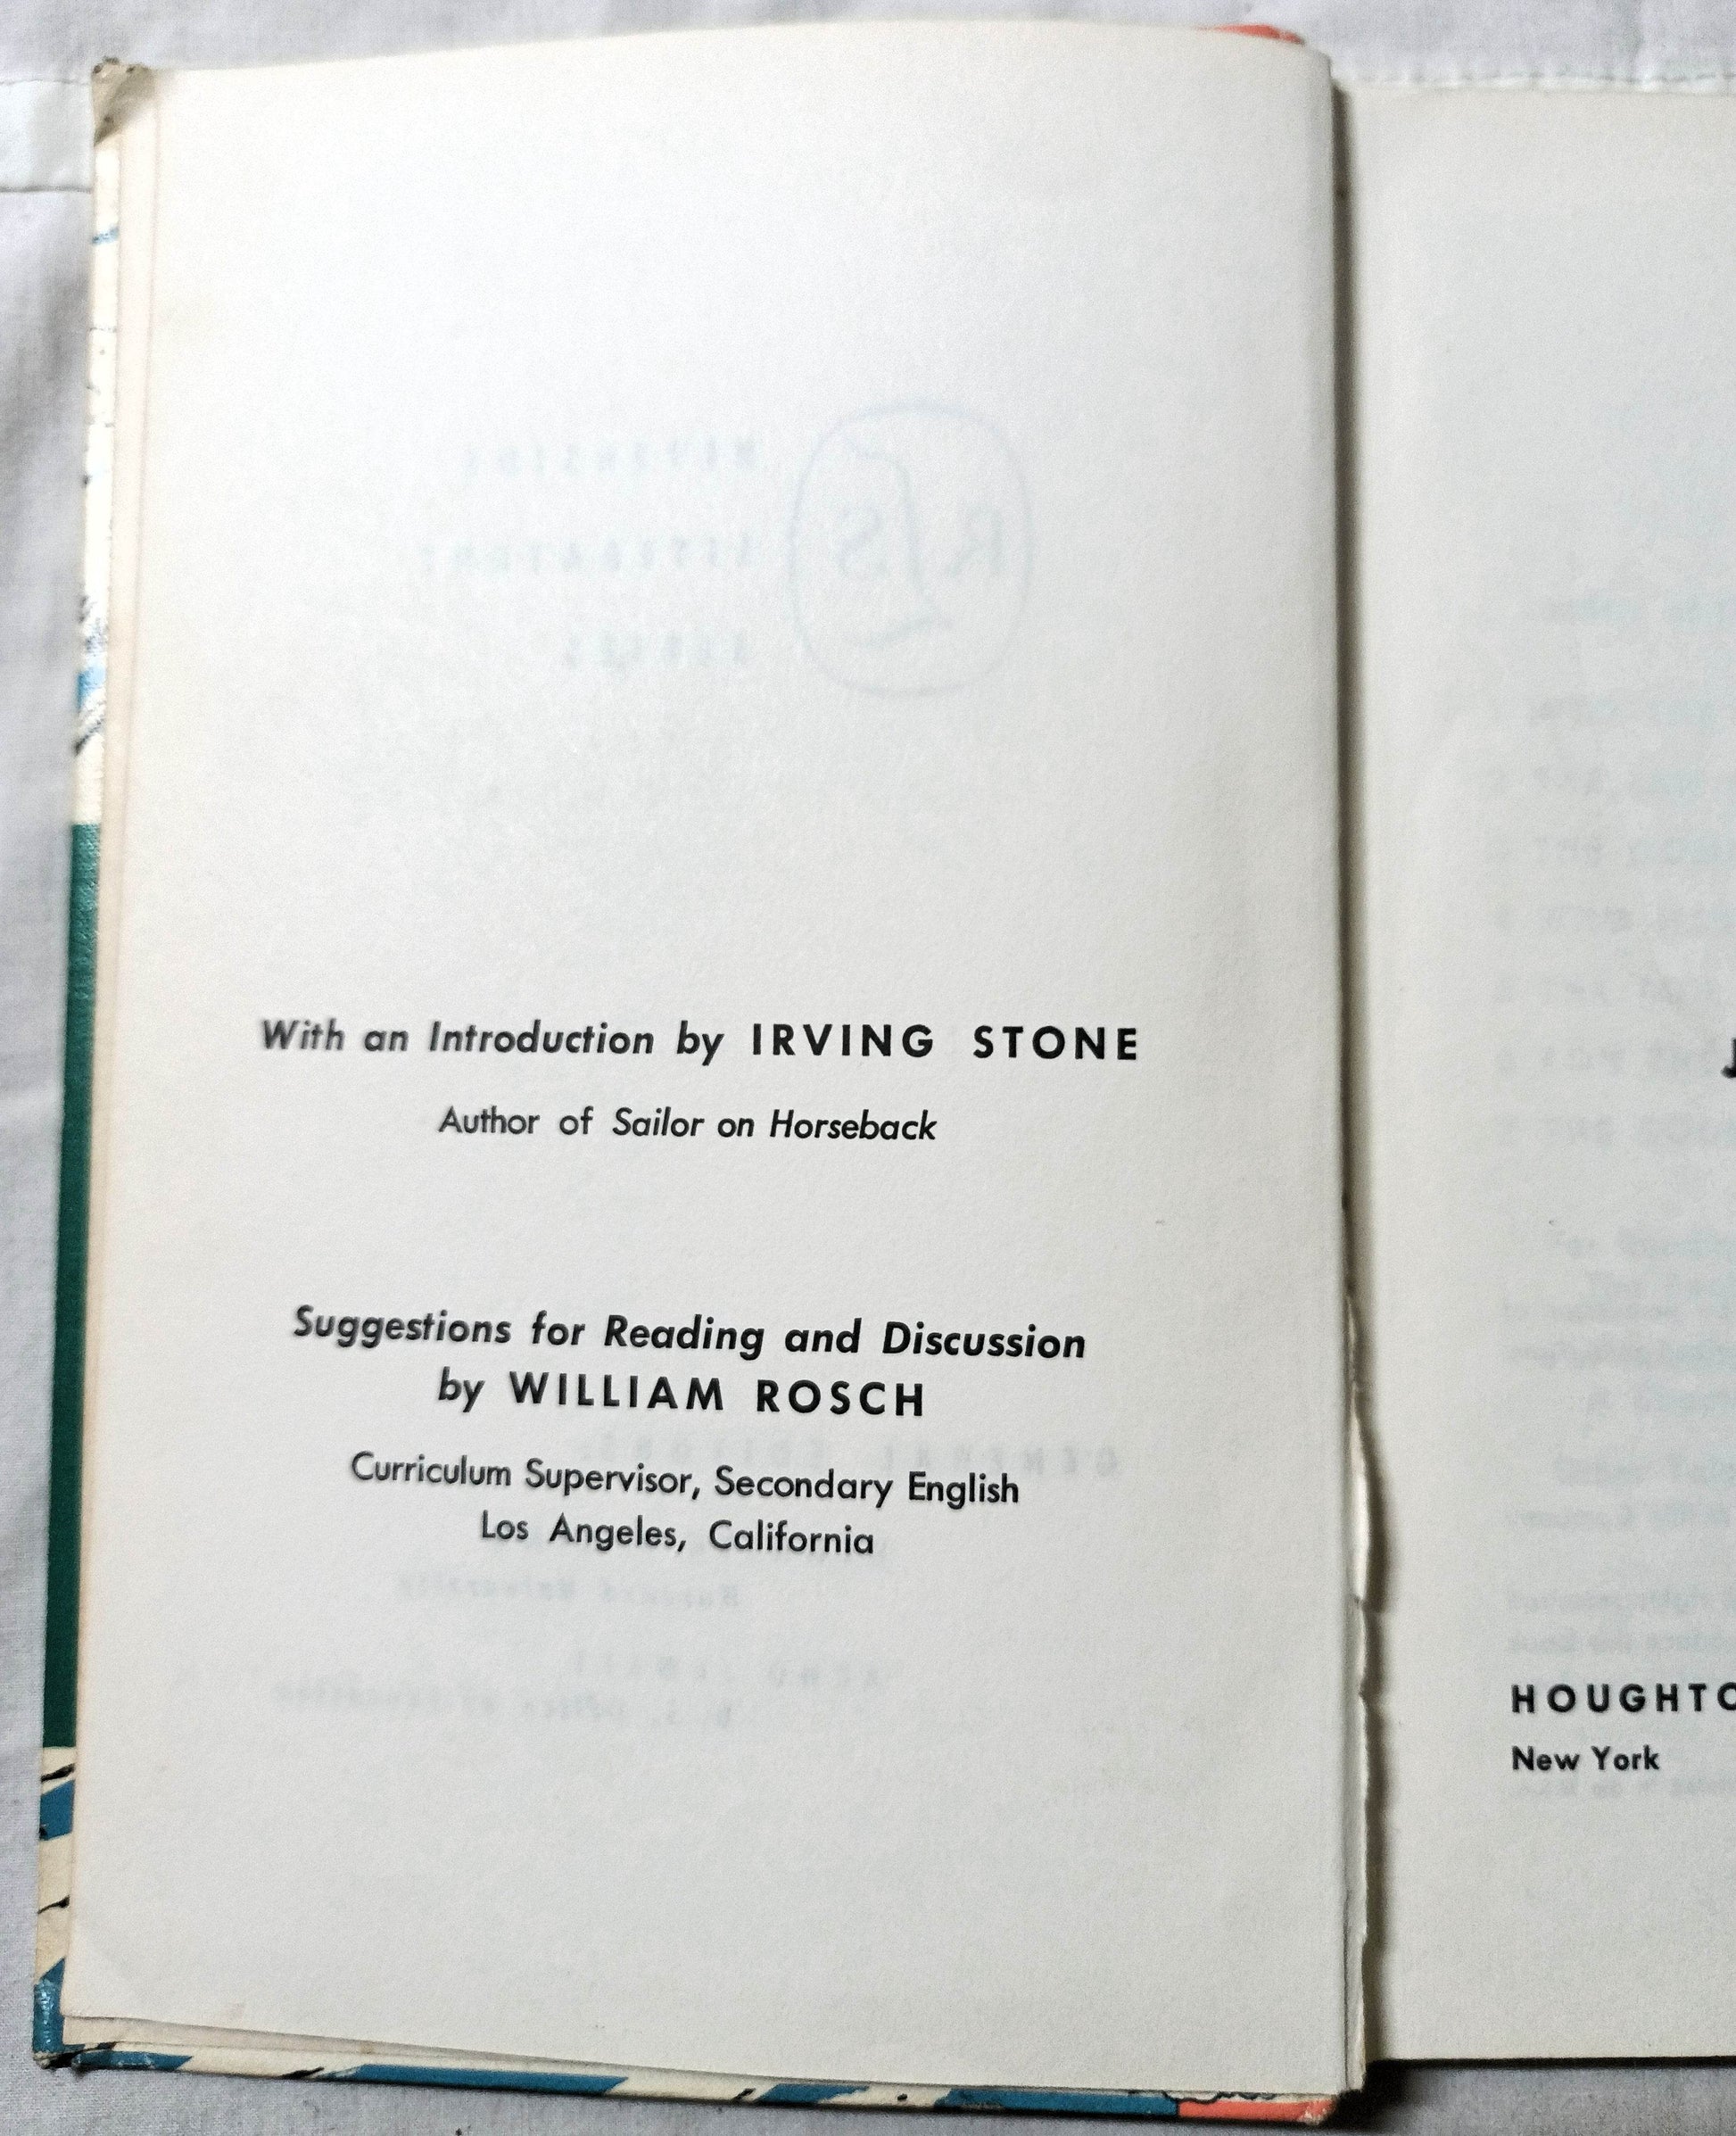 With an Introduction by IRVING STONE
Author of Sailor on Horseback
Suggestions for Reading and Discussion
by WILLIAM ROSCH
Curriculum Supervisor, Secondary English
Los Angeles, California
J
HOUGHTO
New York